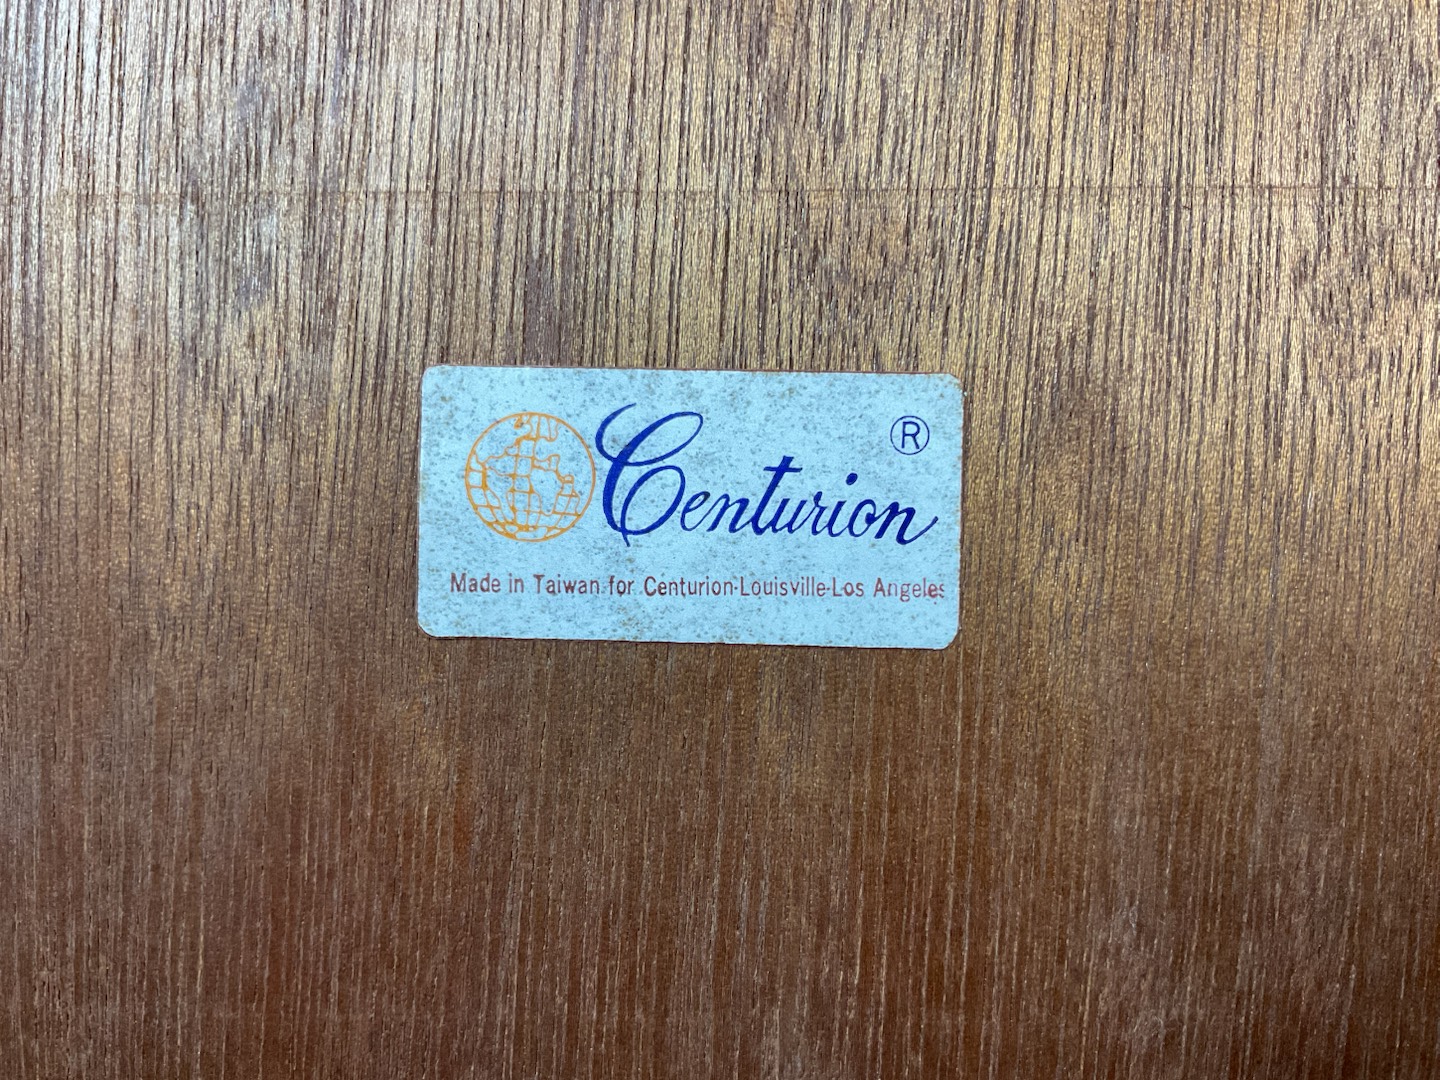 Centurion ®
Made in Taiwan for Centurion-Louisville-Los Angeles